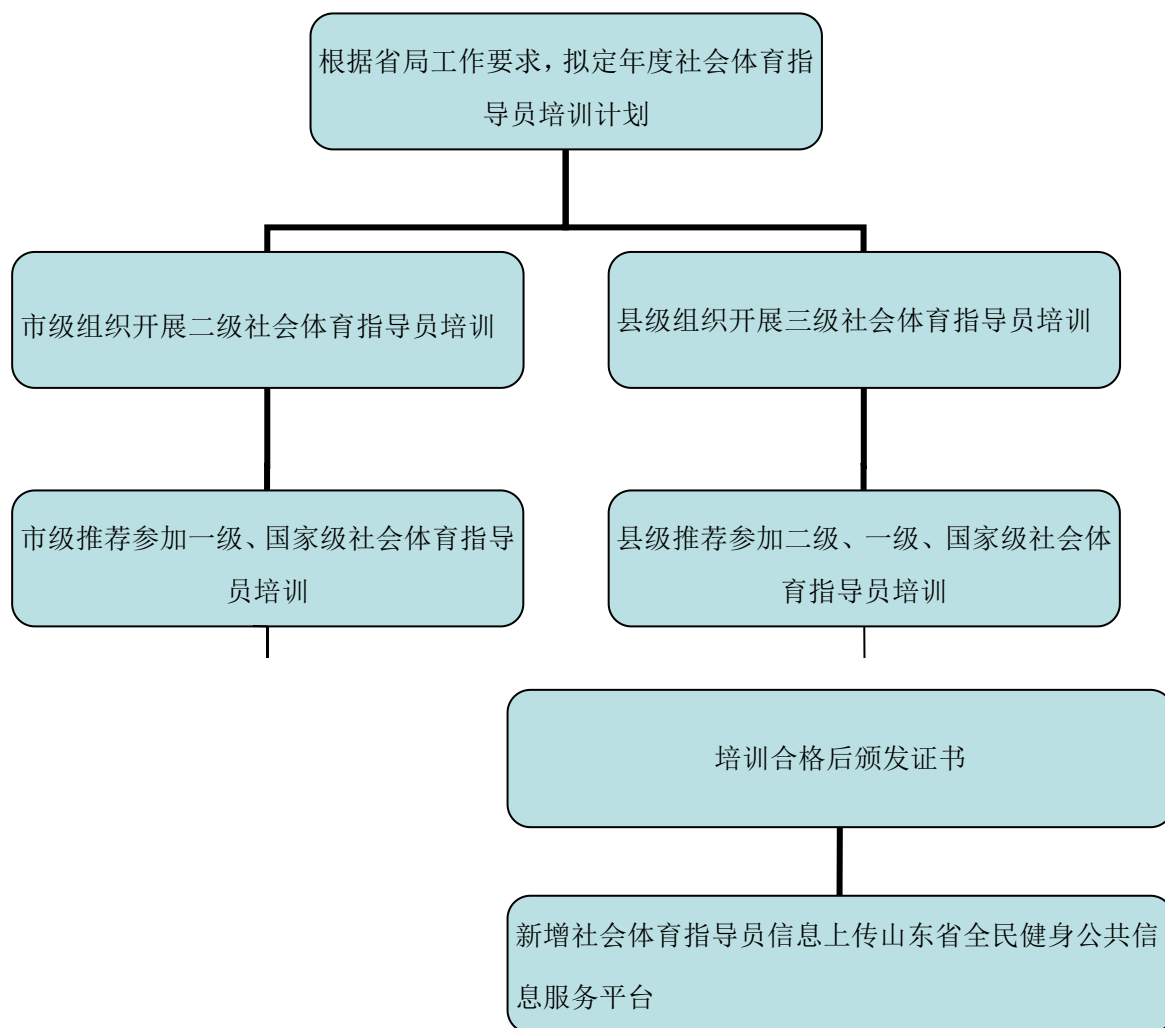 根据省局工作要求，拟定年度社会体育指
导员培训计划
市级组织开展二级社会体育指导员培训
县级组织开展三级社会体育指导员培训
市级推荐参加一级、国家级社会体育指导
员培训
县级推荐参加二级、一级、国家级社会体
育指导员培训
培训合格后颁发证书
新增社会体育指导员信息上传山东省全民健身公共信
息服务平台